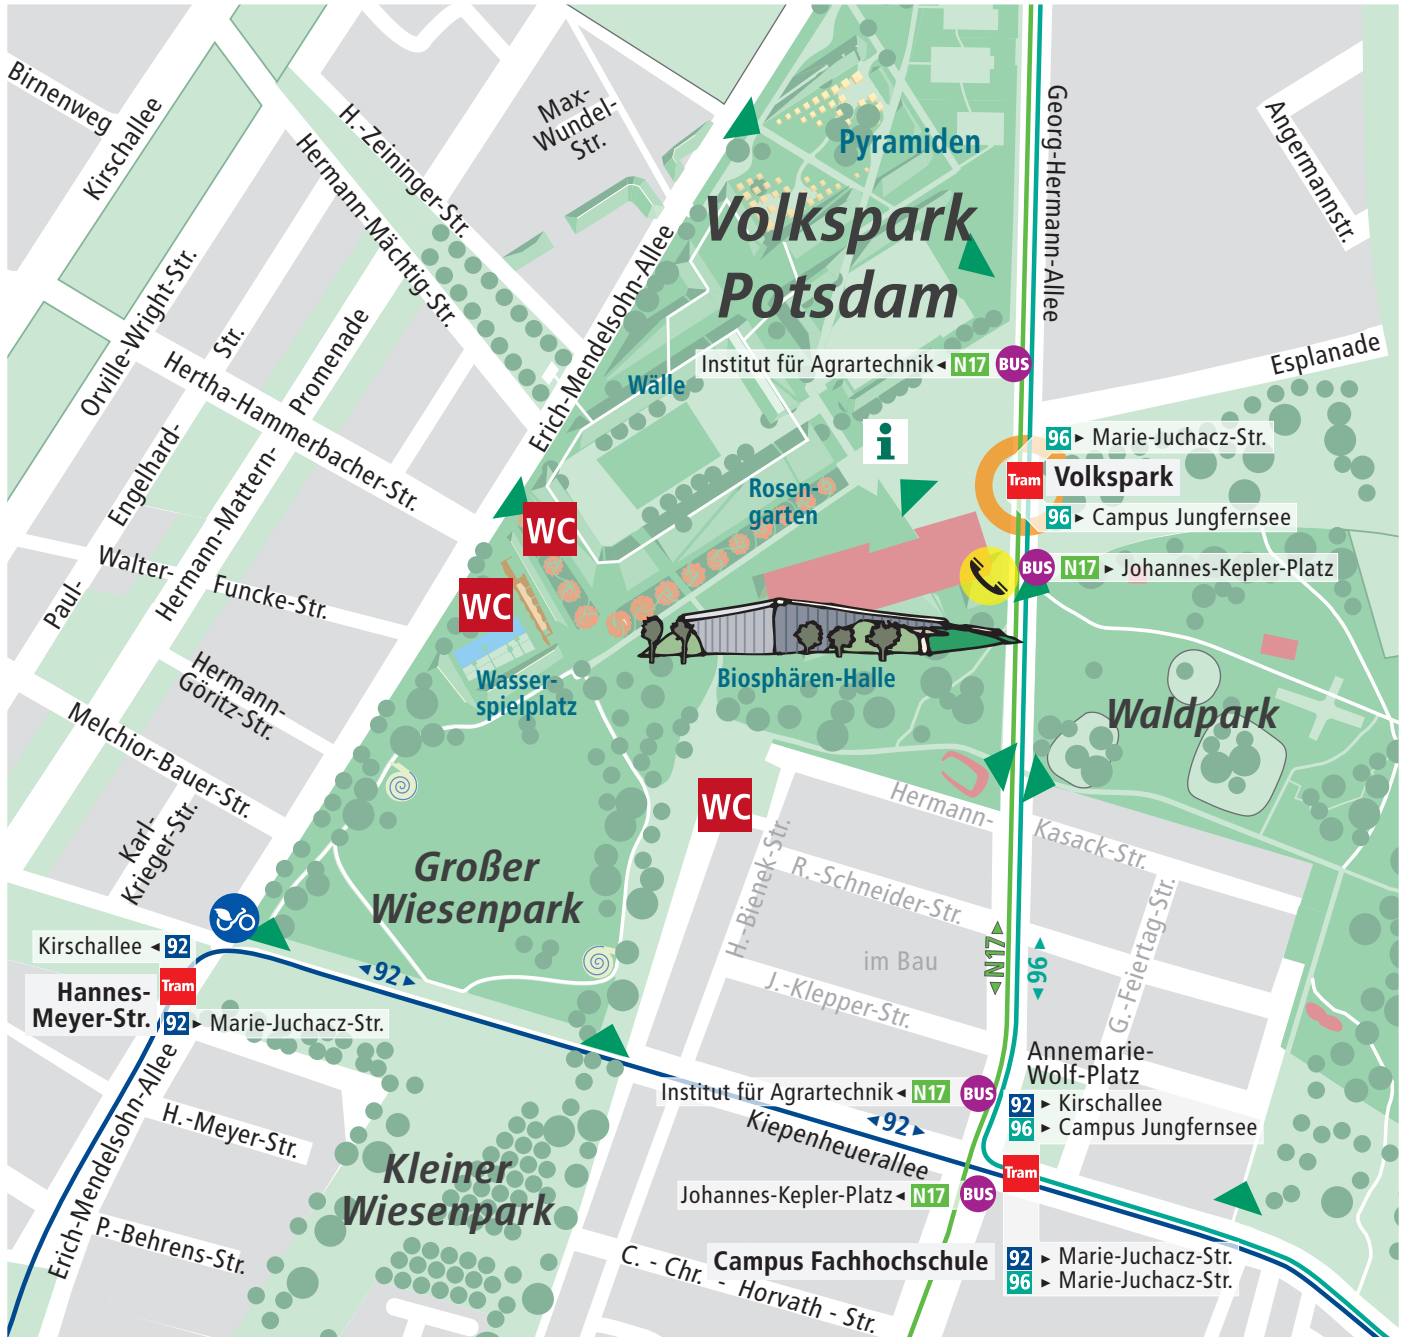 Birnenweg
Kirschallee
H.-Zeininger-Str.
Hermann-Mächtig-Str.
Max-
Wundel-
Str.
Pyramiden
Georg-Hermann-Allee
Angermannstr.
Volkspark
Potsdam
Erich-Mendelsohn-Allee
Orville-Wright-Str.
Hertha-Hammerbacher-Str.
Promenade
Hermann-Mattern-
Str.
Engelhard-
Paul-
Wälle
Institut für Agrartechnik
N17
BUS
Esplanade
i
96
Marie-Juchacz-Str.
Tram
Volkspark
96
Campus Jungfernsee
Rosen-
garten
WC
WC
BUS
N17
Johannes-Kepler-Platz
Walter-
Funcke-Str.
Hermann-
Göritz-Str.
Wasser-
spielplatz
Biosphären-Halle
Waldpark
Melchior-Bauer-Str.
Karl-
Krieger-Str.
WC
Hermann-
Kasack-Str.
Großer
Wiesenpark
H.-Bienek-Str.
R.-Schneider-Str.
G.-Feiertag-Str.
im Bau
J.-Klepper-Str.
N17
96
Kirschallee
92
92
Tram
Hannes-
Meyer-Str.
92
Marie-Juchacz-Str.
Erich-Mendelsohn-Allee
H.-Meyer-Str.
P.-Behrens-Str.
Kleiner
Wiesenpark
Annemarie-
Wolf-Platz
Institut für Agrartechnik
N17
BUS
92
Kirschallee
96
Campus Jungfernsee
92
Kiepenheuerallee
Tram
Johannes-Kepler-Platz
N17
BUS
Campus Fachhochschule
92
Marie-Juchacz-Str.
96
Marie-Juchacz-Str.
C. - Chr. - Horvath - Str.